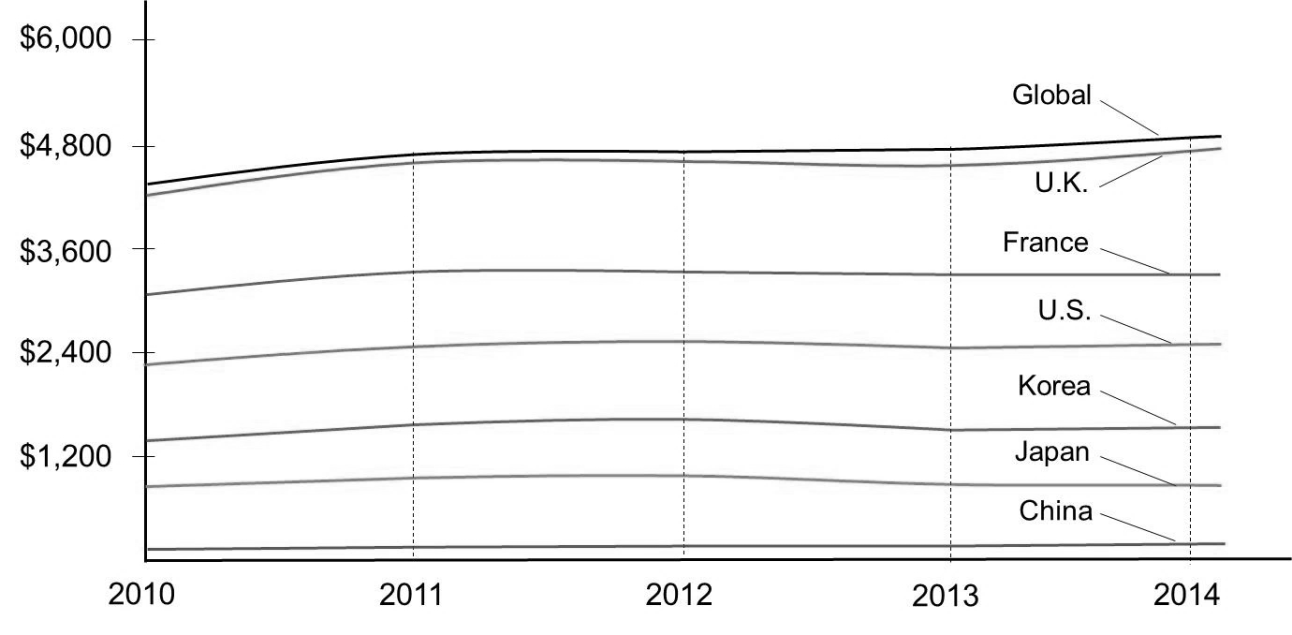 $6,000
Global
$4,800
U.K.
France
$3,600
U.S.
$2,400
Korea
Japan
$1,200
China
2010 2011 2012 2013 2014